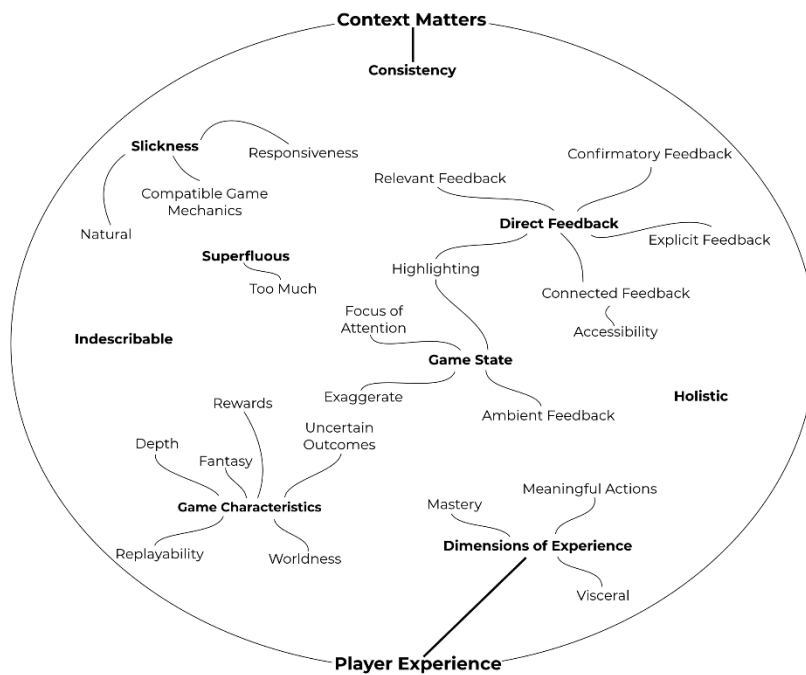 Context Matters
Consistency
Slickness
Responsiveness
Compatible Game
Mechanics
Natural
Confirmatory Feedback
Relevant Feedback
Direct Feedback
Explicit Feedback
Highlighting
Connected Feedback
Accessibility
Superfluous
Too Much
Indescribable
Focus of
Attention
Game State
Exaggerate
Ambient Feedback
Holistic
Rewards
Uncertain
Outcomes
Depth
Fantasy
Game Characteristics
Replayability
Worldness
Meaningful Actions
Mastery
Dimensions of Experience
Visceral
Player Experience